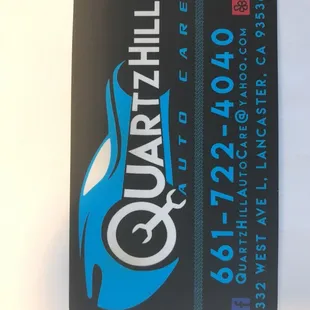 QUARTZHILL
AUTO CARE
661-722-4040
QUARTZHILLAUTOCARE@YAHOO.COM
332 WEST AVE L, LANCASTER, CA
f